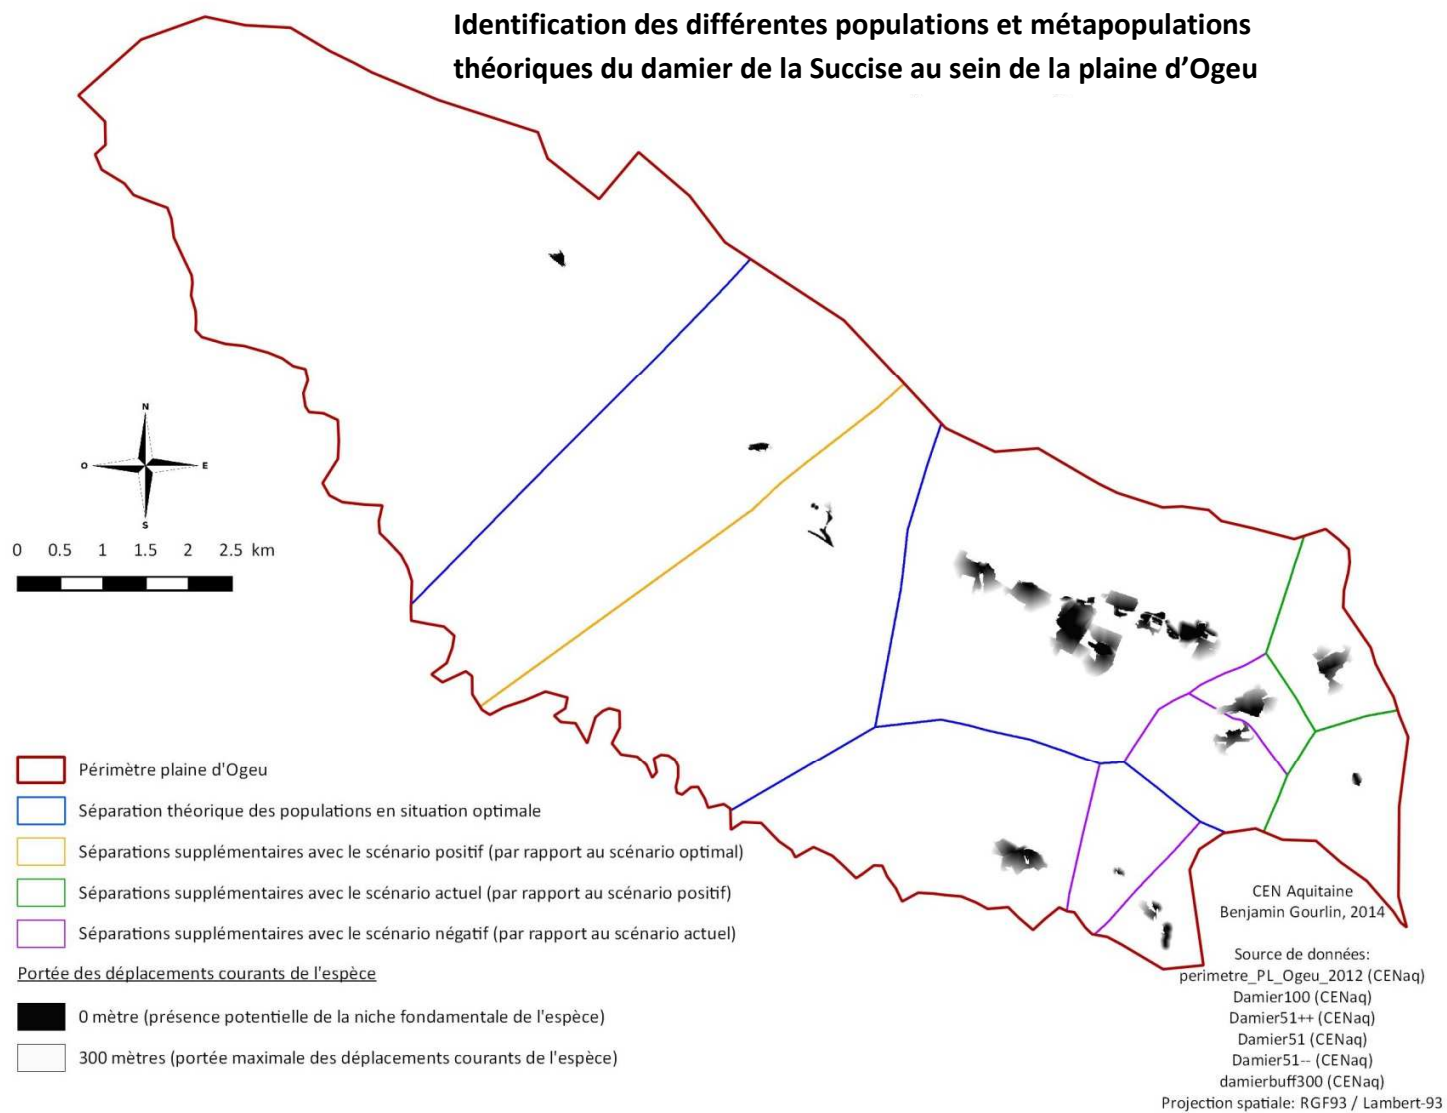 Identification des différentes populations et métapopulations
théoriques du damier de la Succise au sein de la plaine d'Ogeu
N
O
E
S
0 0.5 1 1.5 2 2.5 km
Périmètre plaine d'Ogeu
Séparation théorique des populations en situation optimale
Séparations supplémentaires avec le scénario positif (par rapport au scénario optimal)
Séparations supplémentaires avec le scénario actuel (par rapport au scénario positif)
Séparations supplémentaires avec le scénario négatif (par rapport au scénario actuel)
Portée des déplacements courants de l'espèce
0 mètre (présence potentielle de la niche fondamentale de l'espèce)
300 mètres (portée maximale des déplacements courants de l'espèce)
CEN Aquitaine
Benjamin Gourlin, 2014
Source de données:
perimetre_PL_Ogeu_2012 (CENaq)
Damier100 (CENaq)
Damier51++ (CENaq)
Damier51 (CENaq)
Damier51-- (CENaq)
damierbuff300 (CENaq)
Projection spatiale: RGF93 / Lambert-93